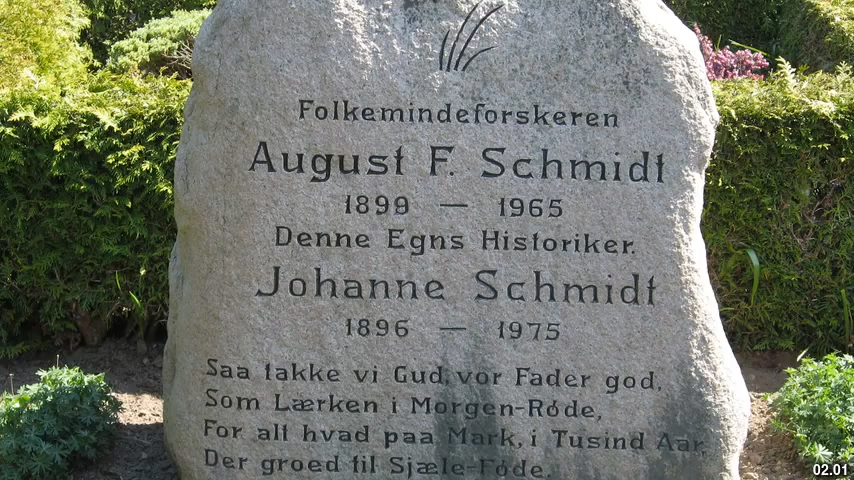 Folkemindeforskeren
August F. Schmidt
1899 — 1965
Denne Egns Historiker.
Johanne Schmidt
1896 — 1975
Saa takke vi Gud, vor Fader god,
Som Lærken i Morgen-Røde,
For alt hvad paa Mark, i Tusind Aar,
Der groed til Sjæle-Føde.
02.01